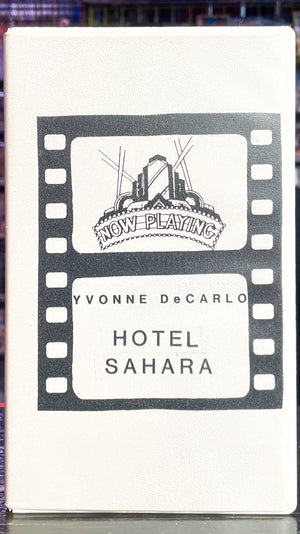 NOW PLAYING
YVONNE DeCARLO
HOTEL
SAHARA